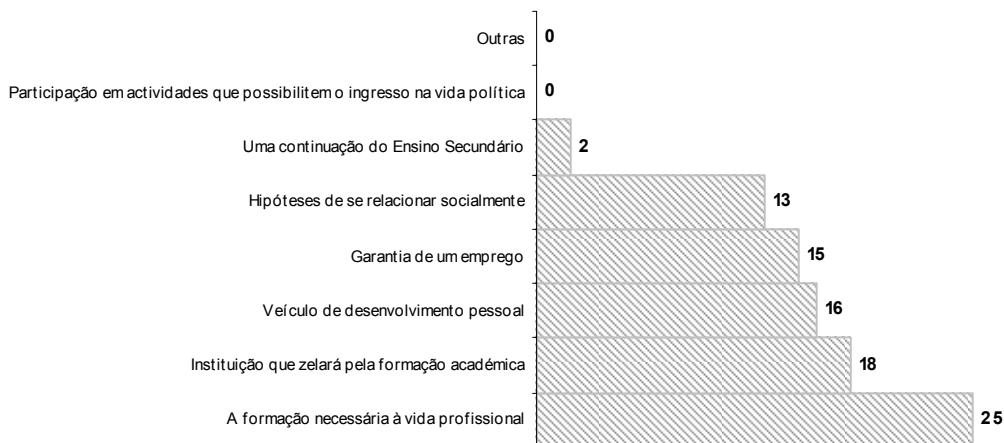 Outras 0
Participação em actividades que possibilitem o ingresso na vida política 0
Uma continuação do Ensino Secundário 2
Hipóteses de se relacionar socialmente 13
Garantia de um emprego 15
Veículo de desenvolvimento pessoal 16
Instituição que zelará pela formação académica 18
A formação necessária à vida profissional 25